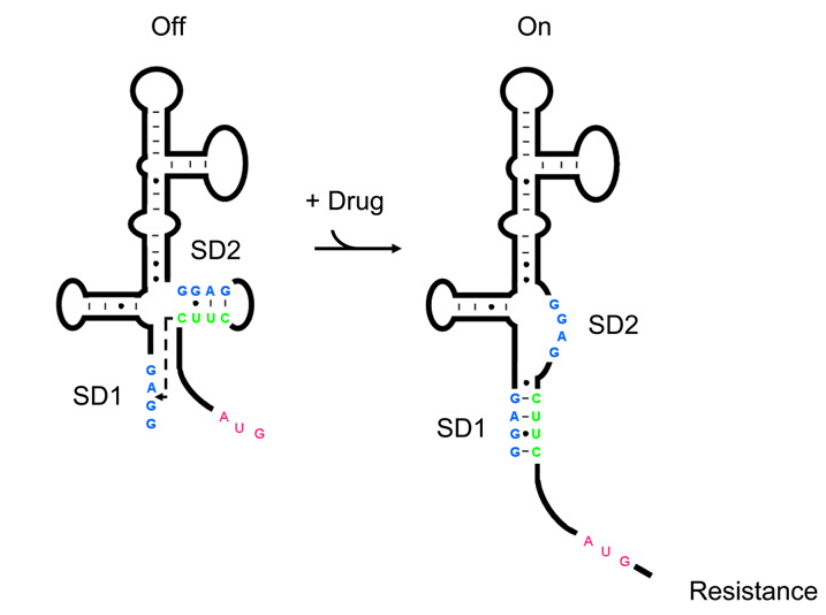 Off
On
+ Drug
SD2
G G A G
C U U C
SD1
G
A
G
G
A U G
SD2
G
G
A
G
SD1
G C
A U
G U
G C
A U G
Resistance